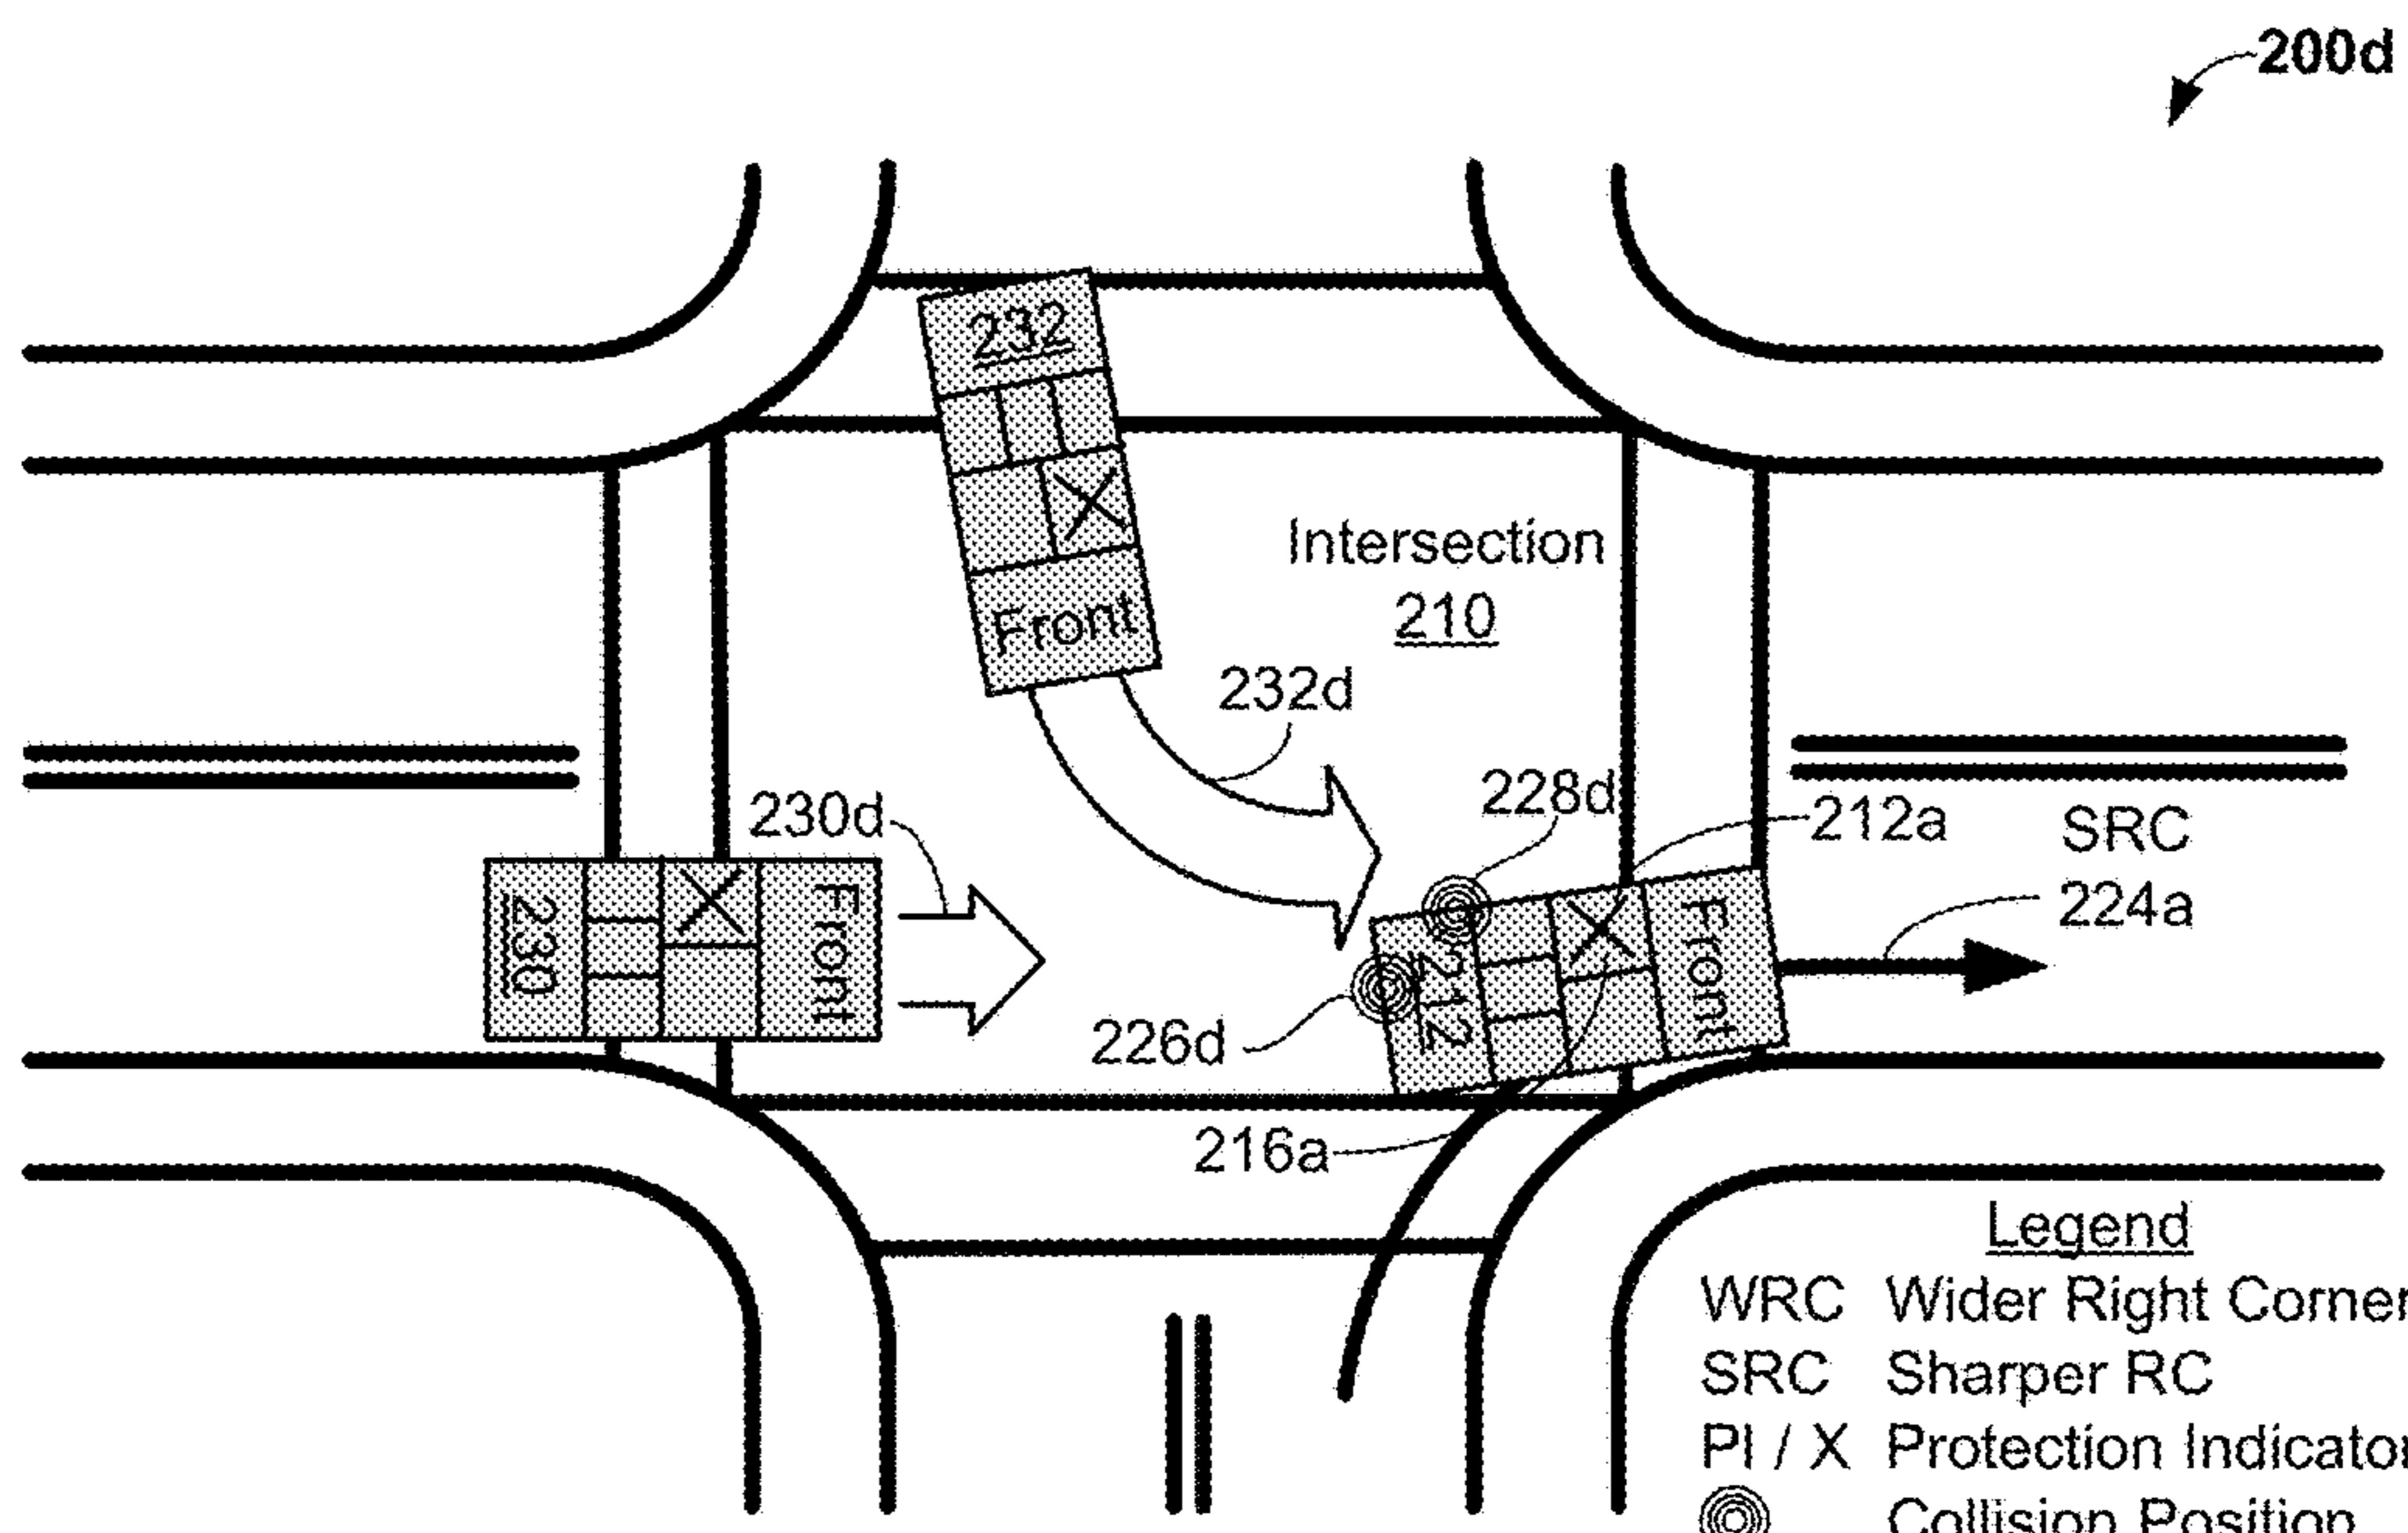 200d
232
Intersection
210
Front
232d
228d
230d
212a
SRC
224a
230
Front
212
Front
226d
216a
Legend
WRC Wider Right Corner
SRC Sharper RC
PI / X Protection Indicator
Collision Position